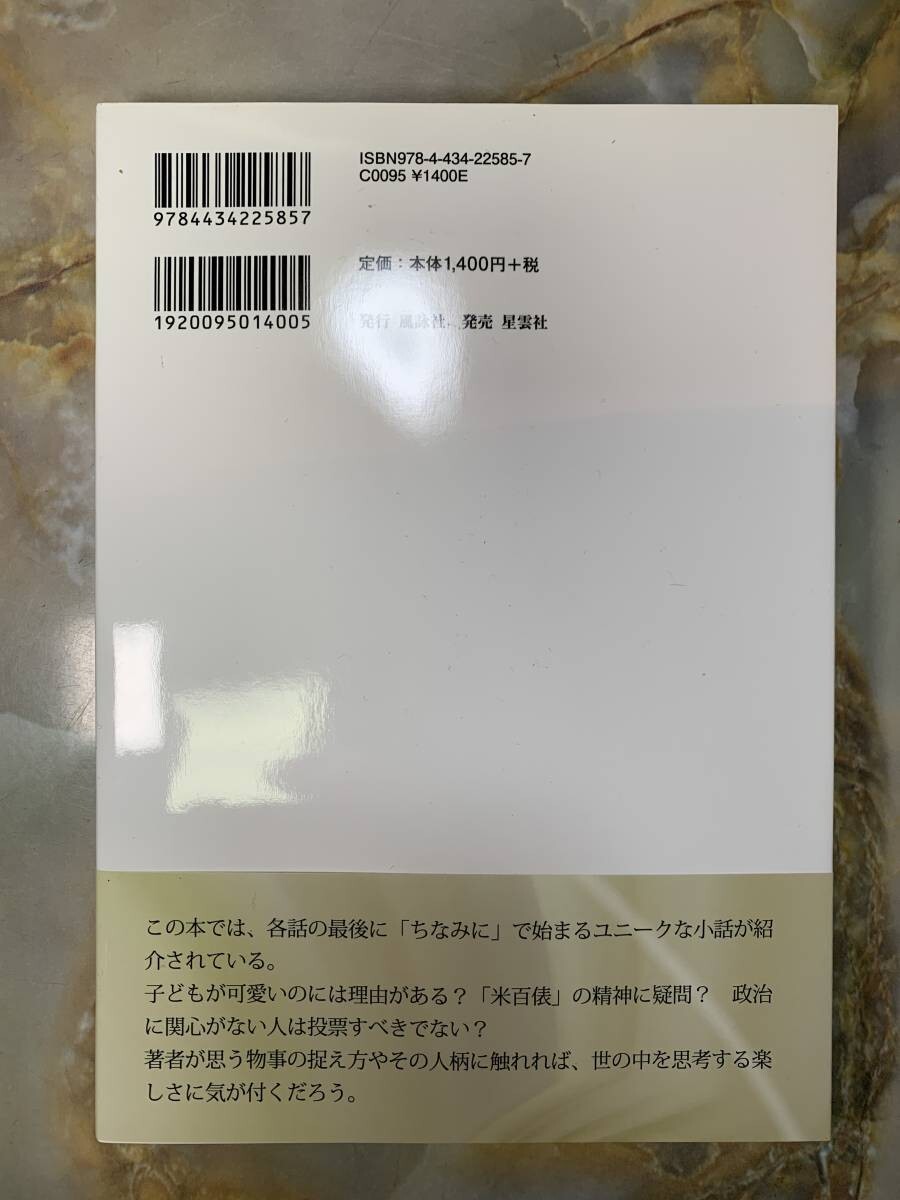 ISBN978-4-434-22585-7
C0095 ¥1400E
9784434225857
定価：本体1,400円＋税
1920095014005
発行 風詠社 発売 星雲社
この本では、各話の最後に「ちなみに」で始まるユニークな小話が紹
介されている。
子どもが可愛いのには理由がある？「米百俵」の精神に疑問？　政治
に関心がない人は投票すべきでない？
著者が思う物事の捉え方やその人柄に触れれば、世の中を思考する楽
しさに気が付くだろう。